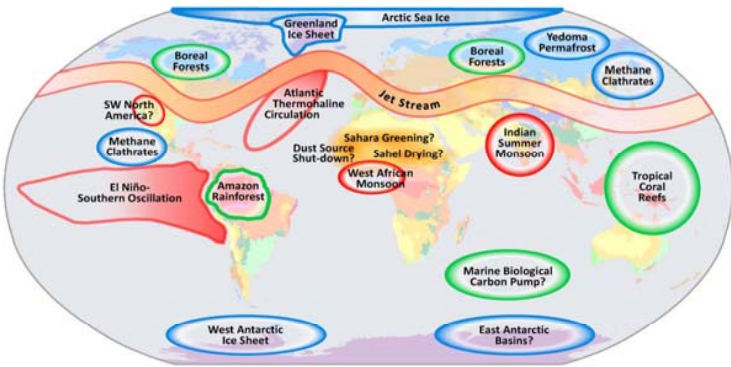 Arctic Sea Ice
Greenland
Ice Sheet
Yedoma
Permafrost
Boreal
Forests
Boreal
Forests
Methane
Clathrates
Atlantic
Thermohaline
Circulation
Jet Stream
SW North
America?
Methane
Clathrates
Sahara Greening?
Dust Source
Shut-down?
Sahel Drying?
Indian
Summer
Monsoon
West African
Monsoon
El Niño-
Southern Oscillation
Amazon
Rainforest
Tropical
Coral
Reefs
Marine Biological
Carbon Pump?
West Antarctic
Ice Sheet
East Antarctic
Basins?